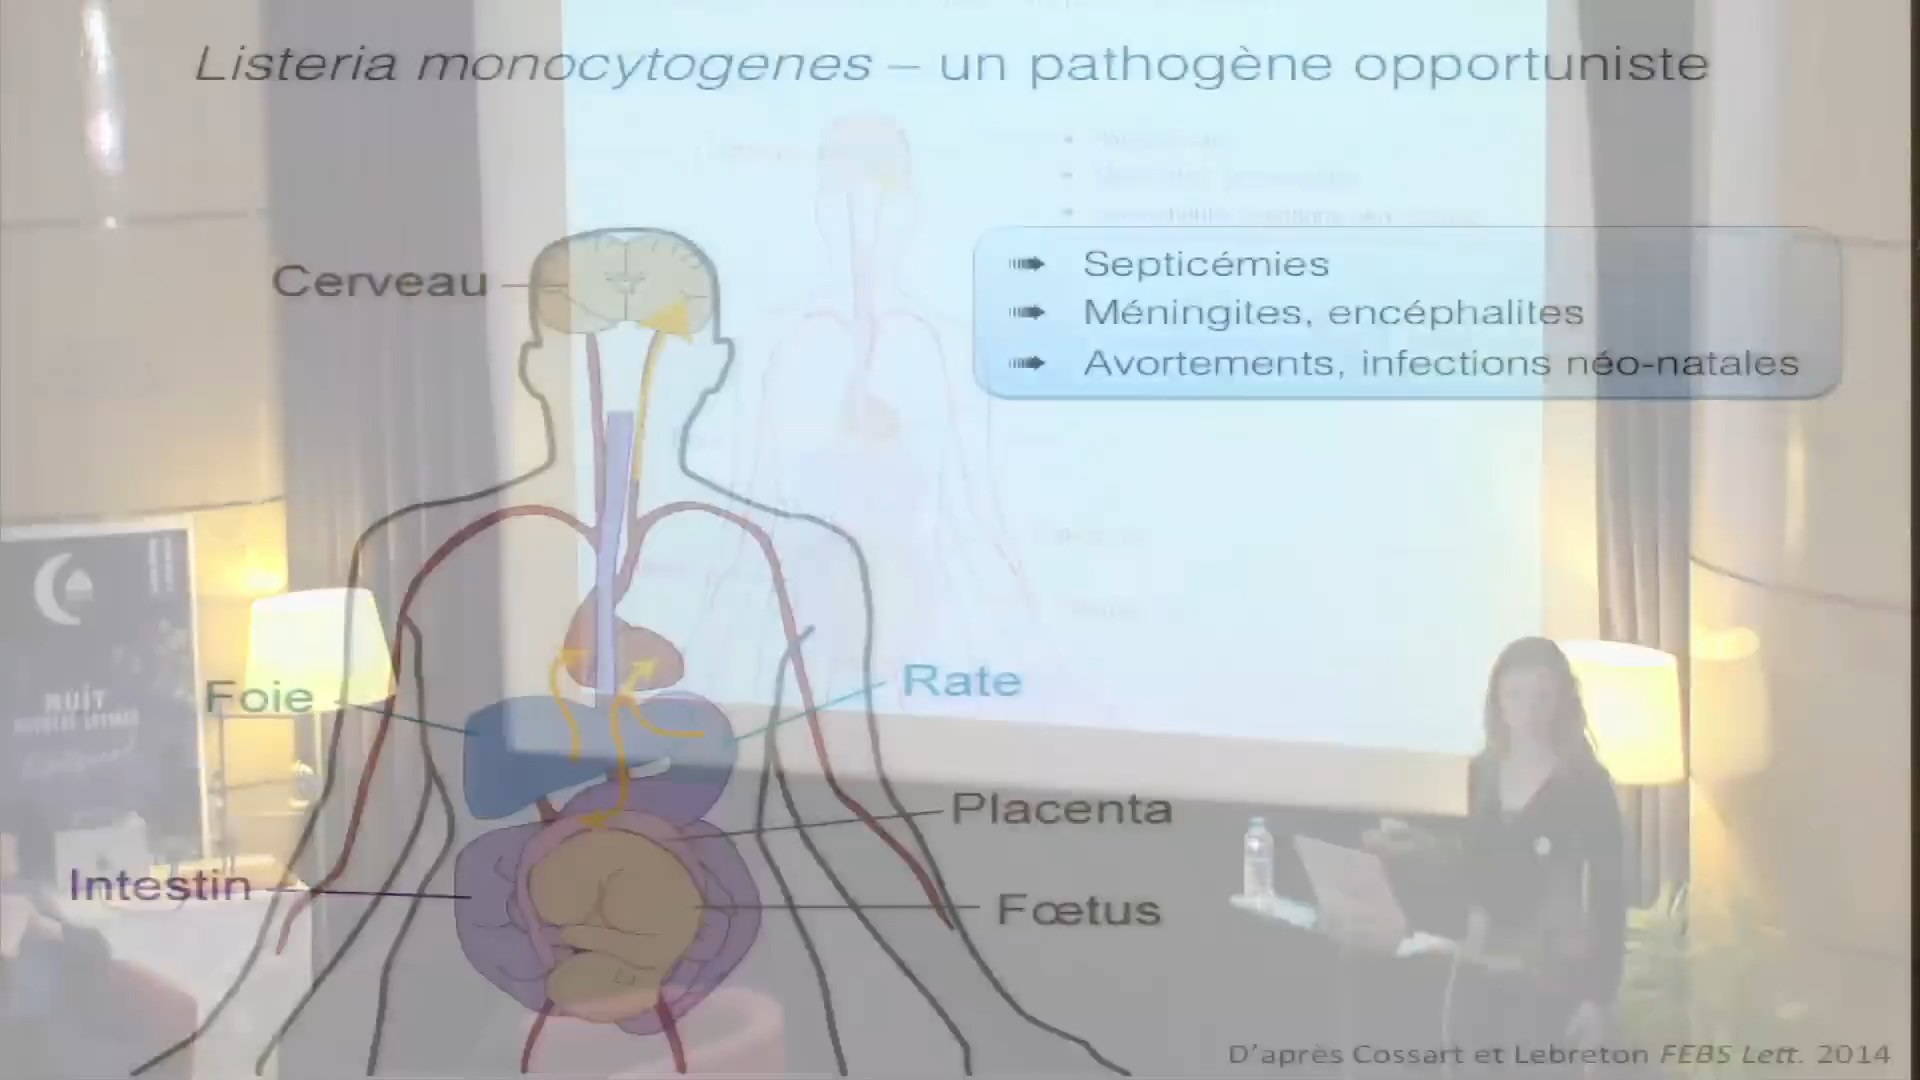 Listeria monocytogenes – un pathogène opportuniste
Septicémies
Méningites, encéphalites
Avortements, infections néo-natales
Cerveau
Foie
Rate
Placenta
Intestin
Fœtus
NUIT
D'après Cossart et Lebreton FEBS Lett. 2014